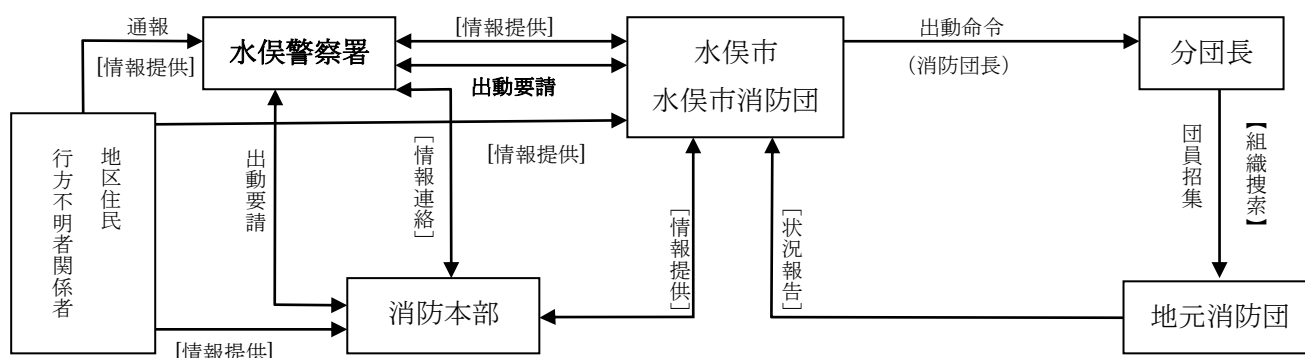 通報
[情報提供]
水俣警察署
[情報提供]
出動要請
水俣市
水俣市消防団
出動命令
（消防団長）
分団長
地区住民
行方不明者関係者
[情報提供]
出動要請
[情報連絡]
[情報提供]
[状況報告]
団員招集
【組織捜索】
消防本部
地元消防団
[情報提供]